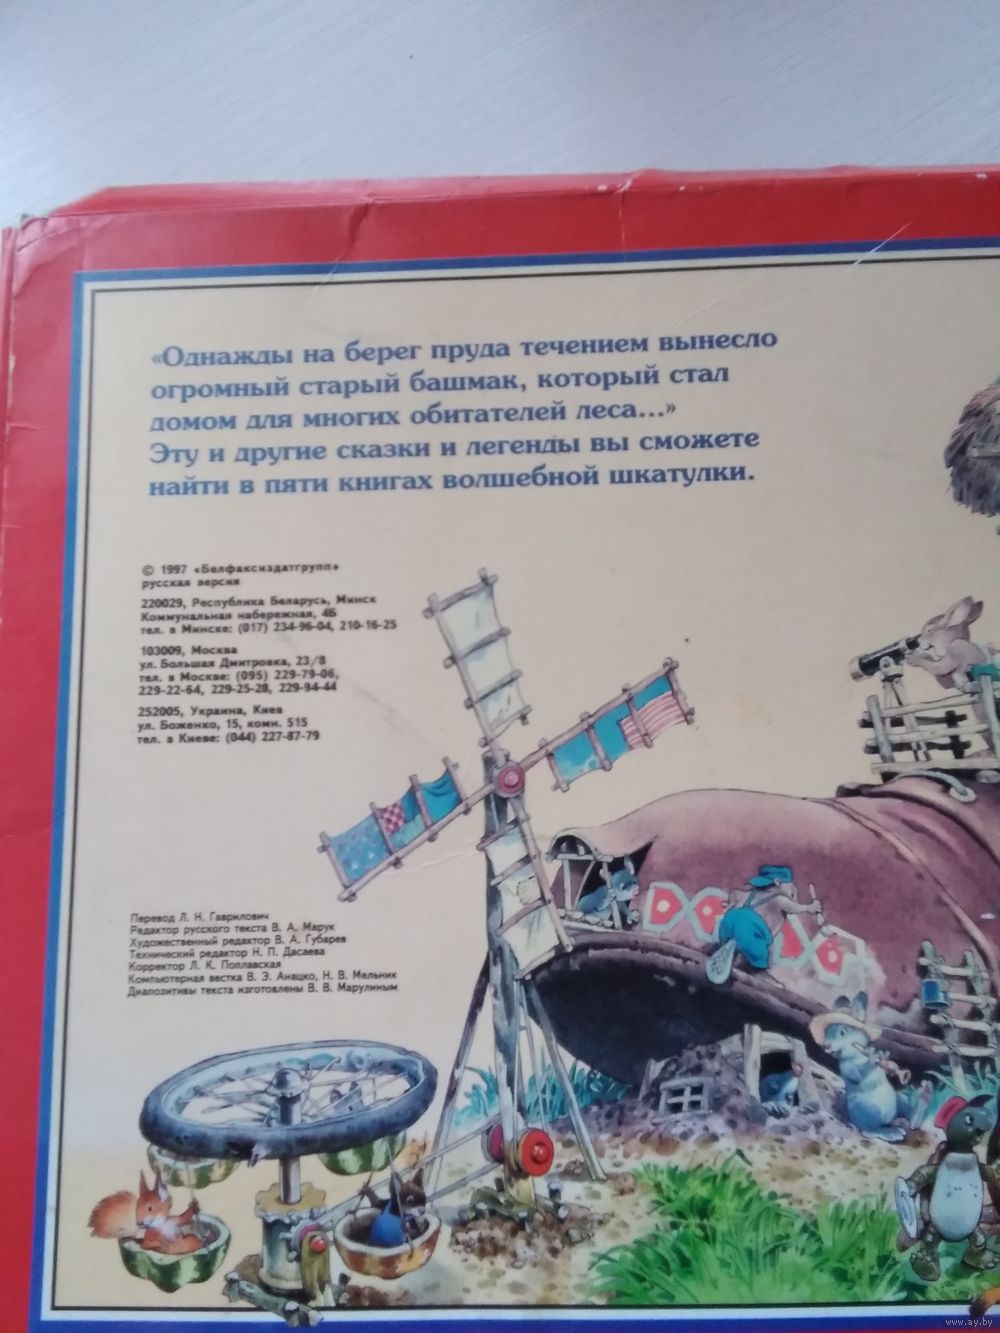 «Однажды на берег пруда течением вынесло
огромный старый башмак, который стал
домом для многих обитателей леса...»
Эту и другие сказки и легенды вы сможете
найти в пяти книгах волшебной шкатулки.
© 1997 «Белфаксиздатгрупп»
русская версия
220029, Республика Беларусь, Минск
Коммунальная набережная, 4Б
тел. в Минске: (017) 234-96-04, 210-16-25
103009, Москва
ул. Большая Дмитровка, 23/8
тел. в Москве: (095) 229-79-06,
229-22-64, 229-25-28, 229-94-44
252005, Украина, Киев
ул. Боженко, 15, комн. 515
тел. в Киеве: (044) 227-87-79
Перевод Л. Н. Гаврилович
Редактор русского текста В. А. Марук
Художественный редактор В. А. Губарев
Технический редактор Н. П. Дасаева
Корректор Л. К. Поплавская
Компьютерная вестка В. Э. Анацко, Н. В. Мельник
Диапозитивы текста изготовлены В. В. Марулиным
www.ay.by